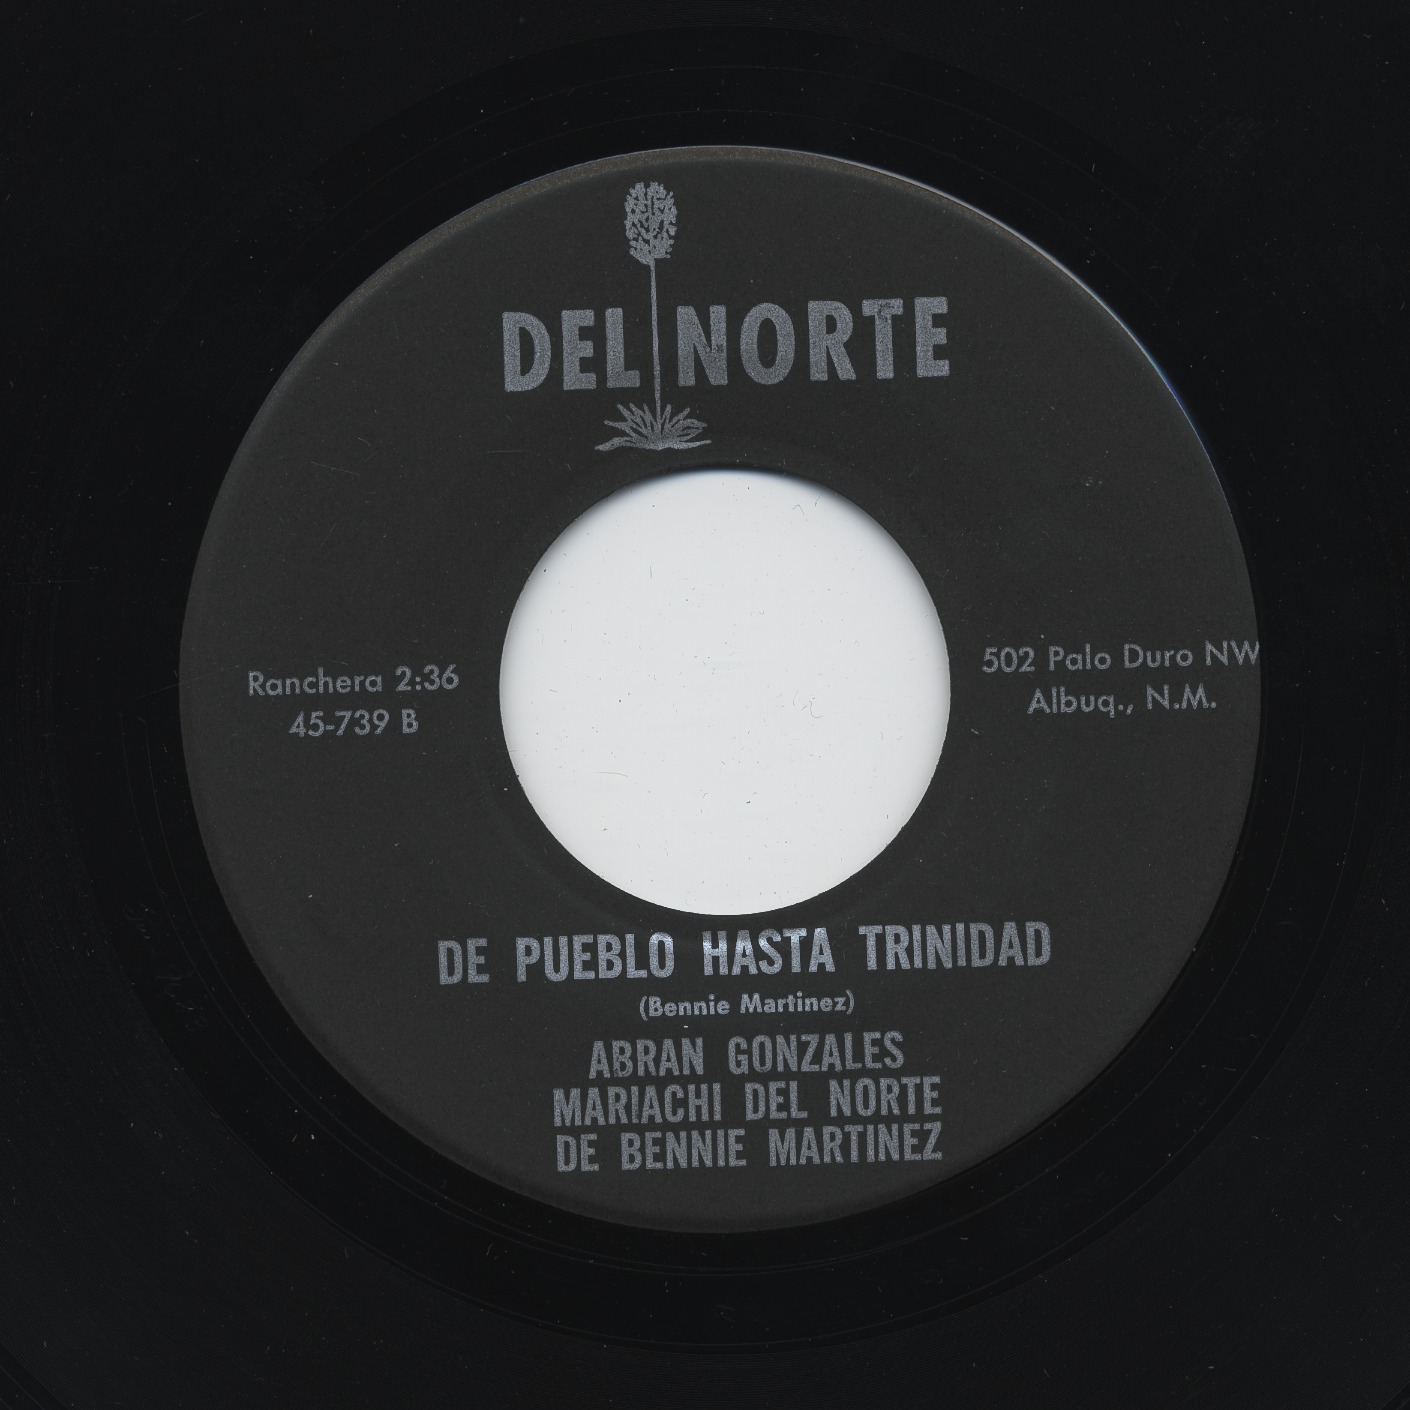 DEL NORTE
Ranchera 2:36
45-739 B
502 Palo Duro NW
Albuq., N.M.
DE PUEBLO HASTA TRINIDAD
(Bennie Martinez)
ABRAN GONZALES
MARIACHI DEL NORTE
DE BENNIE MARTINEZ